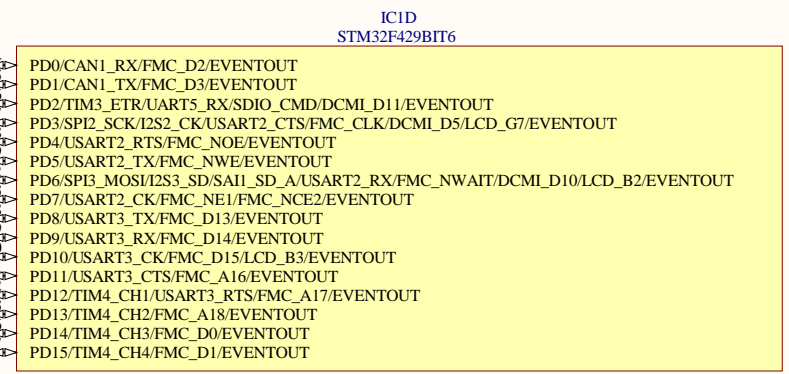 IC1D
STM32F429BIT6
PD0/CAN1_RX/FMC_D2/EVENTOUT
PD1/CAN1_TX/FMC_D3/EVENTOUT
PD2/TIM3_ETR/UART5_RX/SDIO_CMD/DCMI_D11/EVENTOUT
PD3/SPI2_SCK/I2S2_CK/USART2_CTS/FMC_CLK/DCMI_D5/LCD_G7/EVENTOUT
PD4/USART2_RTS/FMC_NOE/EVENTOUT
PD5/USART2_TX/FMC_NWE/EVENTOUT
PD6/SPI3_MOSI/I2S3_SD/SAI1_SD_A/USART2_RX/FMC_NWAIT/DCMI_D10/LCD_B2/EVENTOUT
PD7/USART2_CK/FMC_NE1/FMC_NCE2/EVENTOUT
PD8/USART3_TX/FMC_D13/EVENTOUT
PD9/USART3_RX/FMC_D14/EVENTOUT
PD10/USART3_CK/FMC_D15/LCD_B3/EVENTOUT
PD11/USART3_CTS/FMC_A16/EVENTOUT
PD12/TIM4_CH1/USART3_RTS/FMC_A17/EVENTOUT
PD13/TIM4_CH2/FMC_A18/EVENTOUT
PD14/TIM4_CH3/FMC_D0/EVENTOUT
PD15/TIM4_CH4/FMC_D1/EVENTOUT